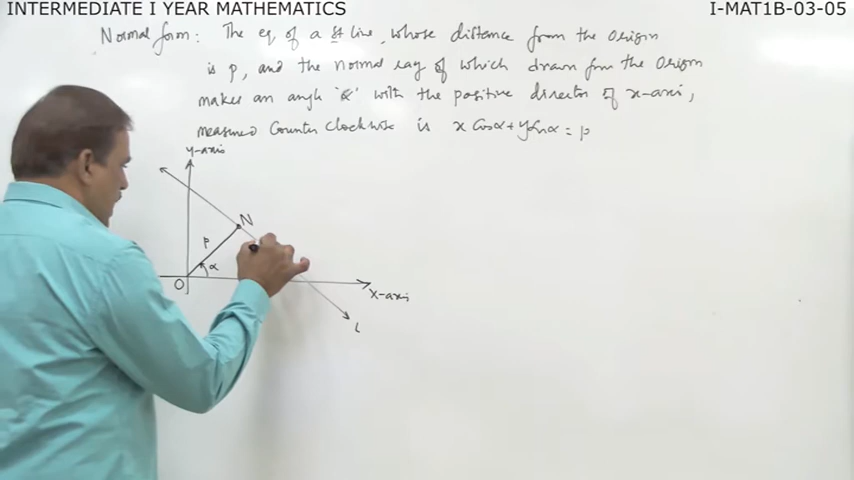 INTERMEDIATE I YEAR MATHEMATICS
I-MAT1B-03-05
Normal form: The eq. of a st line, whose distance from the origin
is p, and the normal ray of which drawn from the origin
makes an angle 'α' with the positive direction of x-axis,
measured Counter clockwise is x Cosα + y Sinα = p
y-axis
N
p
α
O
X-axis
L